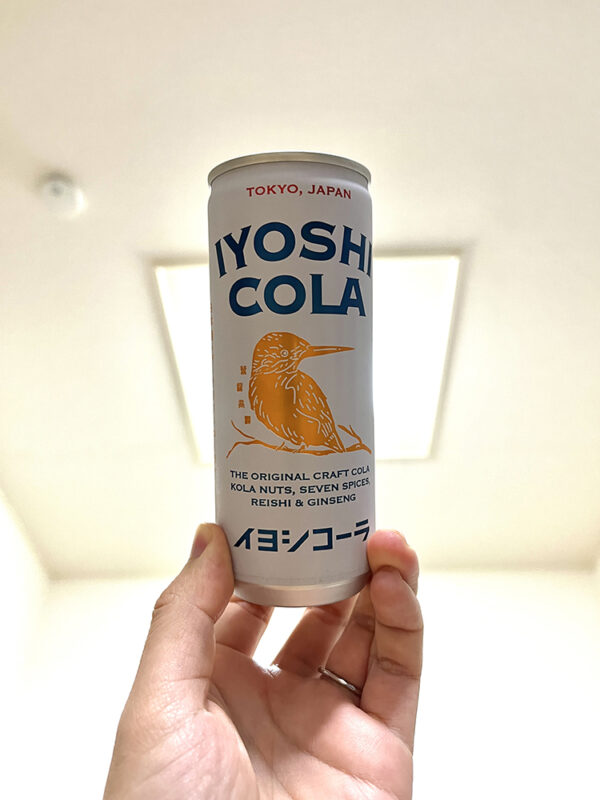 TOKYO, JAPAN
IYOSHI
COLA
THE ORIGINAL CRAFT COLA
KOLA NUTS, SEVEN SPICES,
REISHI & GINSENG
イヨシコーラ